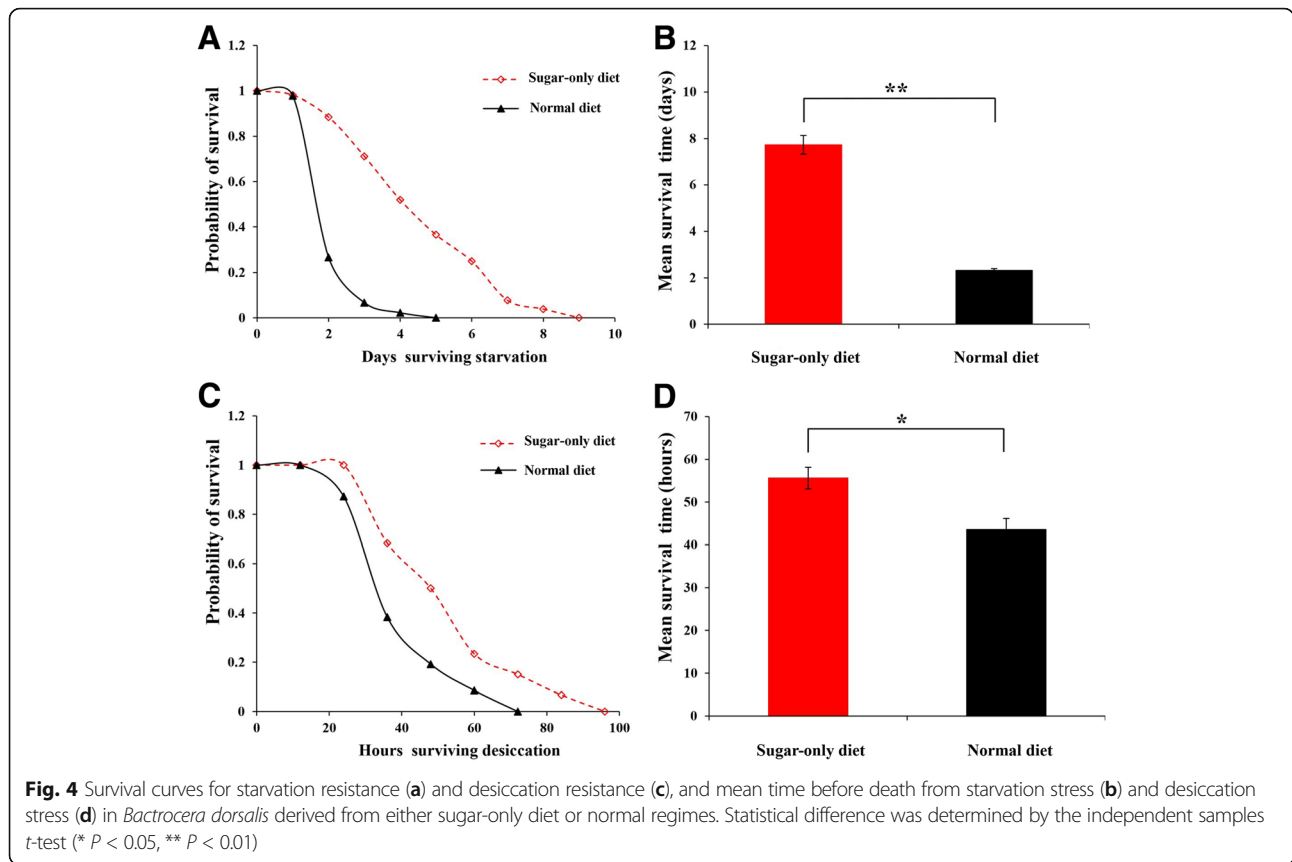 A
1.2
1
0.8
0.6
0.4
0.2
0
Probability of survival
Sugar-only diet
Normal diet
0 2 4 6 8 10
Days surviving starvation
B
12
10
8
6
4
2
0
Mean survival time (days)
**
Sugar-only diet Normal diet
C
1.2
1
0.8
0.6
0.4
0.2
0
Probability of survival
Sugar-only diet
Normal diet
0 20 40 60 80 100
Hours surviving desiccation
D
70
60
50
40
30
20
10
0
Mean survival time (hours)
*
Sugar-only diet Normal diet
Fig. 4 Survival curves for starvation resistance (a) and desiccation resistance (c), and mean time before death from starvation stress (b) and desiccation
stress (d) in Bactrocera dorsalis derived from either sugar-only diet or normal regimes. Statistical difference was determined by the independent samples
t-test (* P < 0.05, ** P < 0.01)